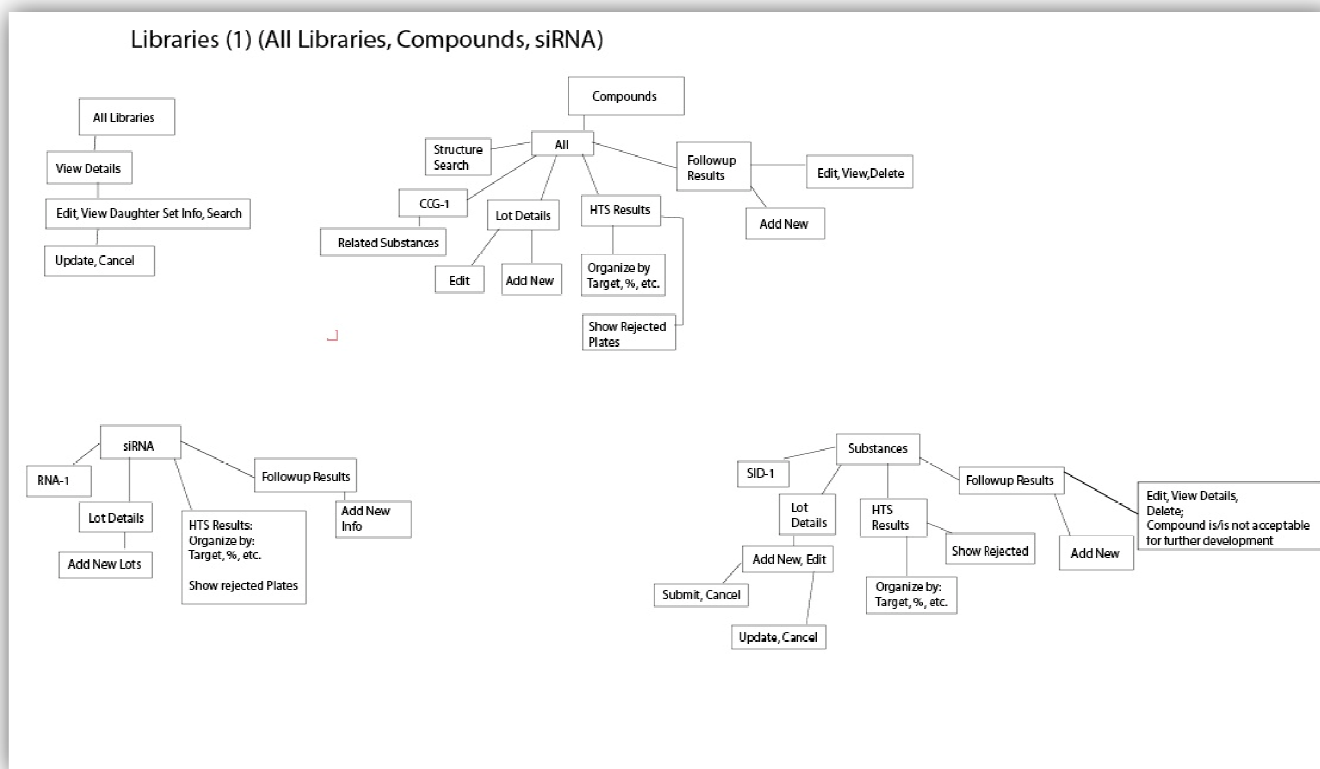 Libraries (1) (All Libraries, Compounds, siRNA)
All Libraries
View Details
Edit, View Daughter Set Info, Search
Update, Cancel
Compounds
All
Structure
Search
CCG-1
Related Substances
Lot Details
Edit
Add New
HTS Results
Organize by
Target, %, etc.
Show Rejected
Plates
Followup
Results
Edit, View,Delete
Add New
siRNA
RNA-1
Lot Details
Add New Lots
HTS Results:
Organize by:
Target, %, etc.
Show rejected Plates
Followup Results
Add New
Info
Substances
SID-1
Lot
Details
Add New, Edit
Submit, Cancel
Update, Cancel
HTS
Results
Organize by:
Target, %, etc.
Show Rejected
Followup Results
Add New
Edit, View Details,
Delete;
Compound is/is not acceptable
for further development